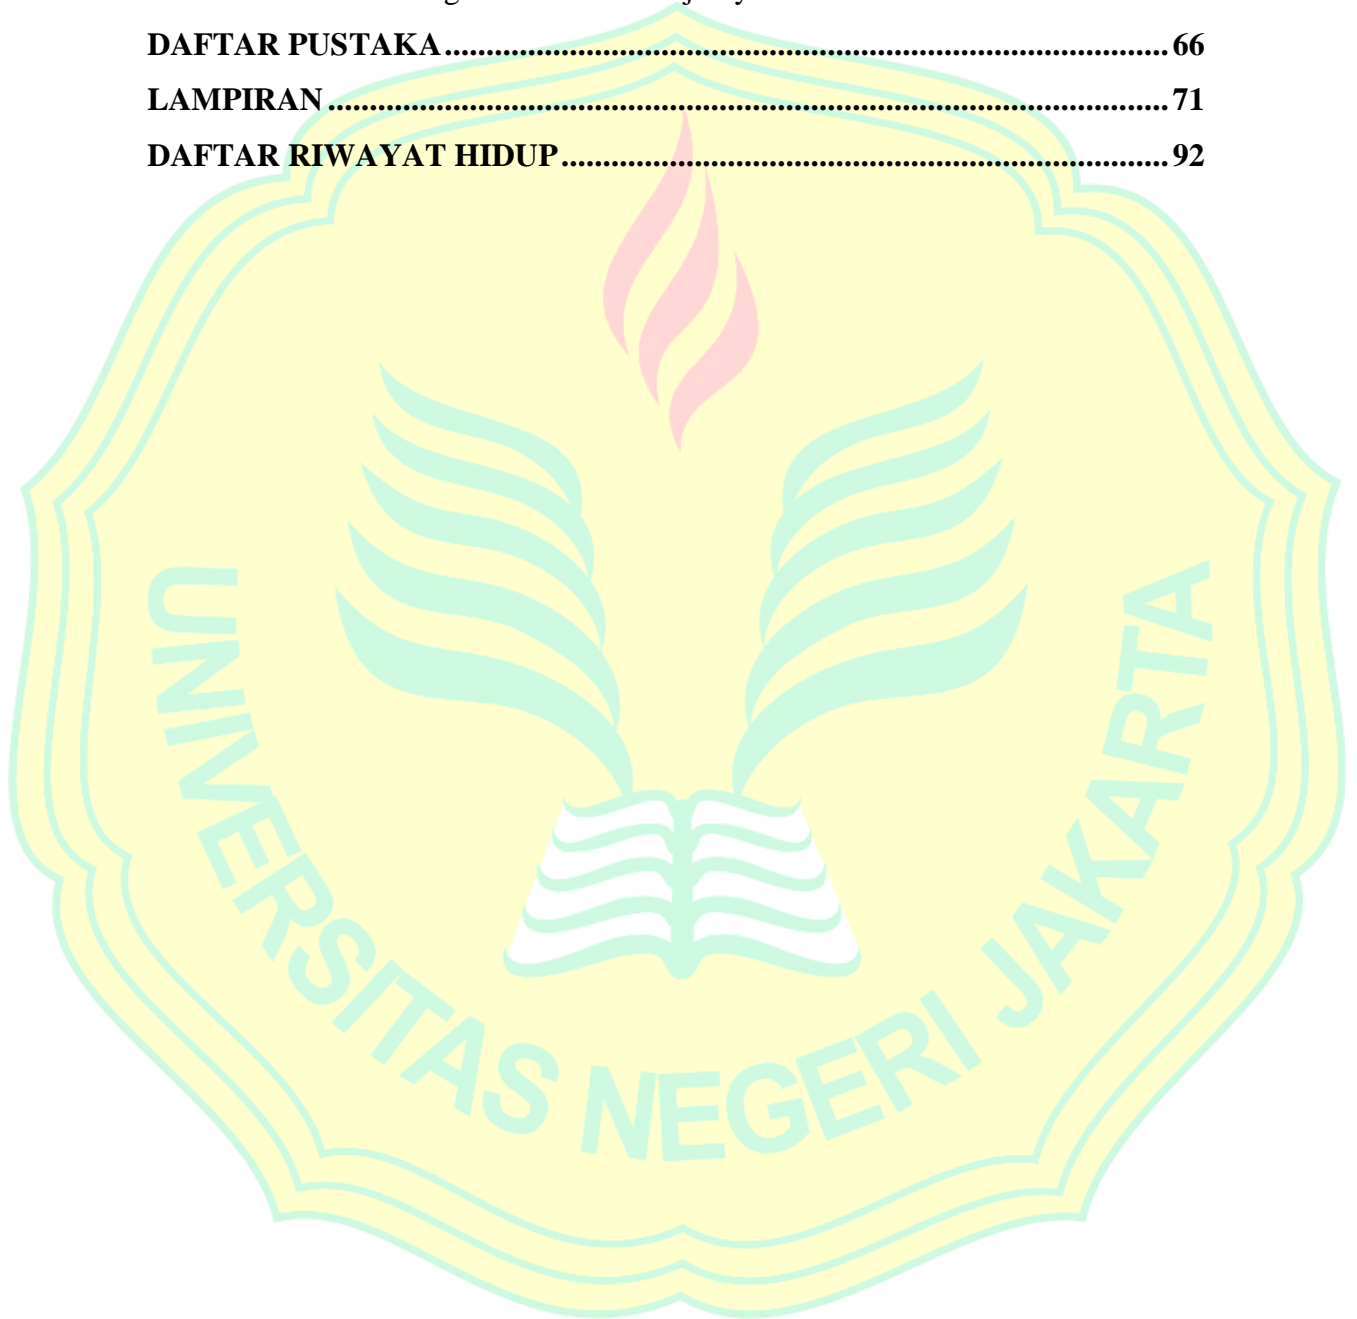 DAFTAR PUSTAKA........................................................................................ 66
LAMPIRAN..................................................................................................... 71
DAFTAR RIWAYAT HIDUP......................................................................... 92
UNIVERSITAS NEGERI JAKARTA